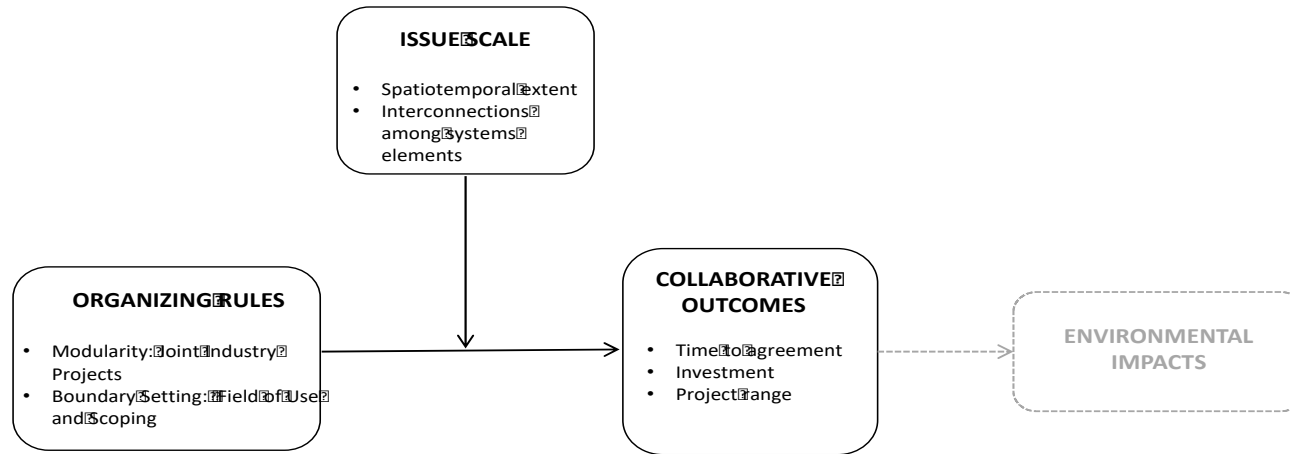 ISSUE SCALE
• Spatiotemporal extent
• Interconnections
among systems
elements
ORGANIZING RULES
• Modularity: Joint Industry
Projects
• Boundary Setting: Field of Use
and Scoping
COLLABORATIVE
OUTCOMES
• Time to agreement
• Investment
• Project range
ENVIRONMENTAL
IMPACTS